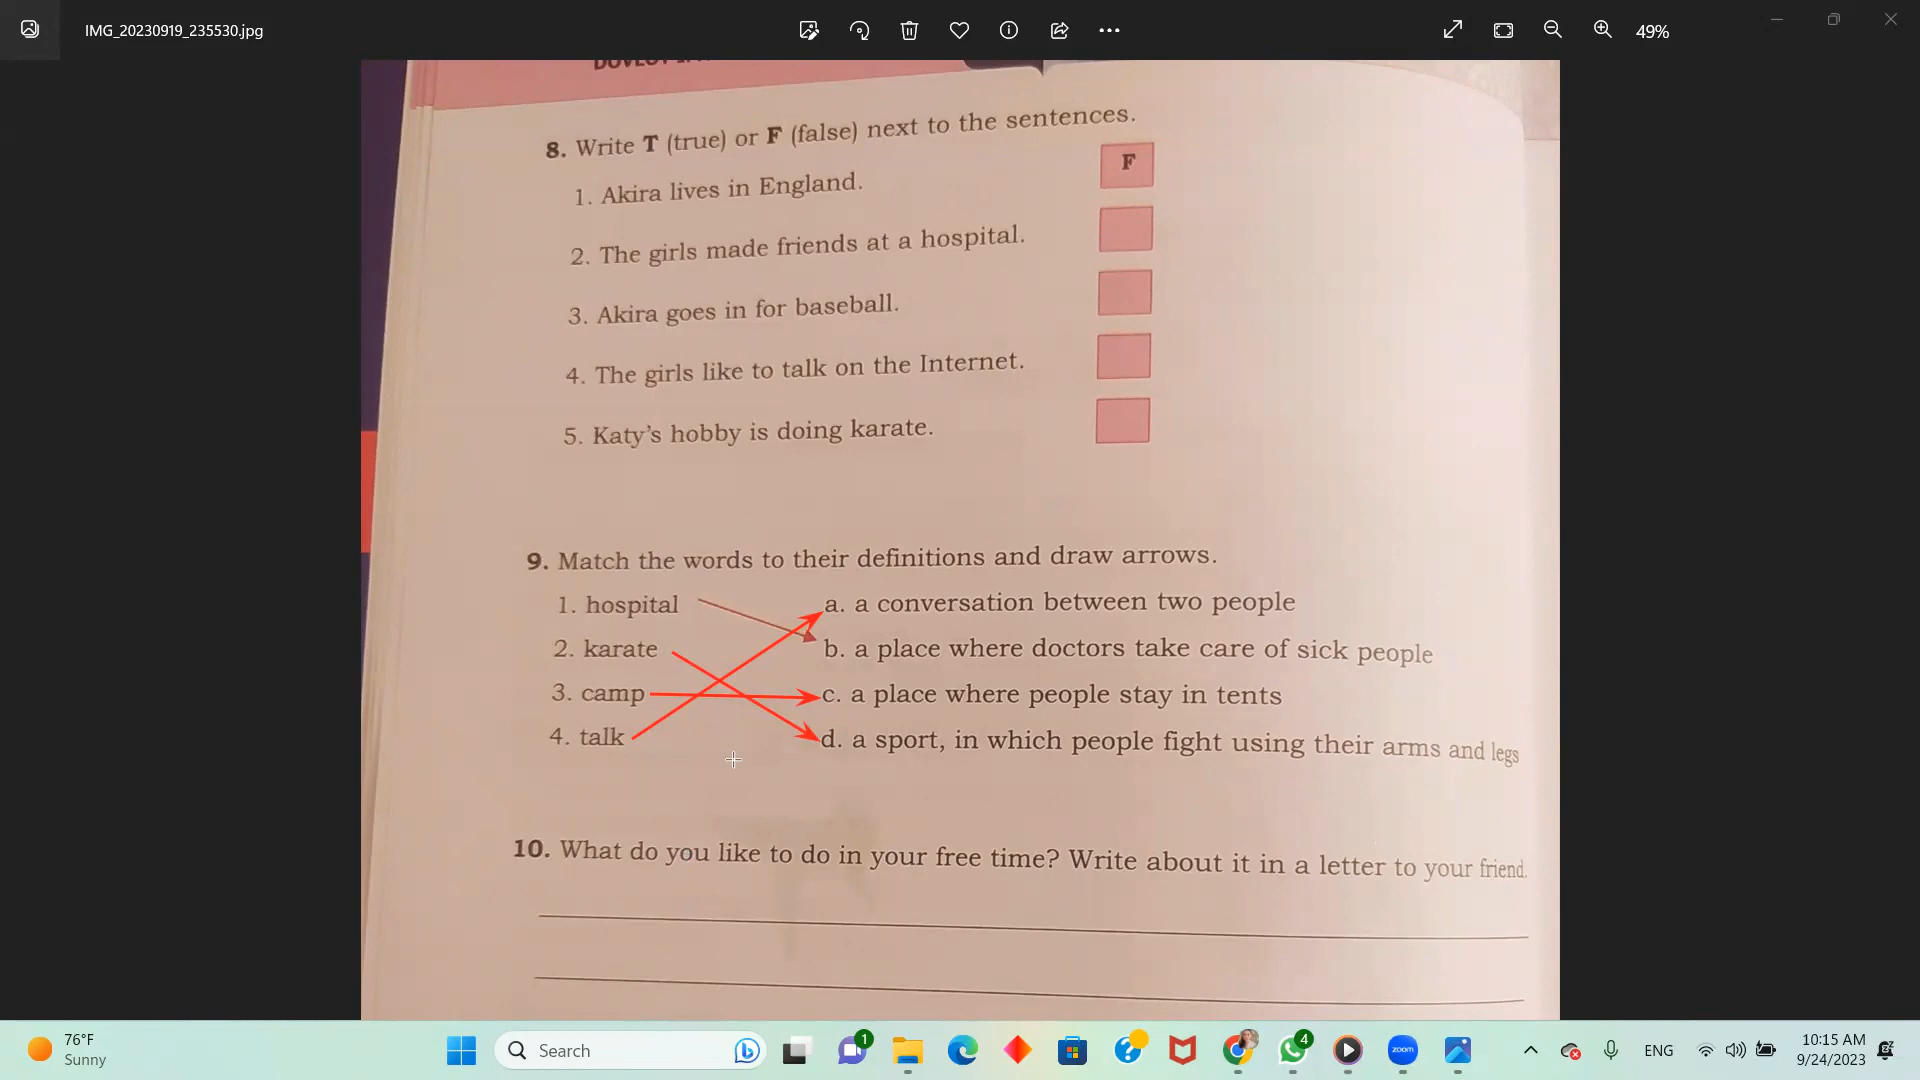 IMG_20230919_235530.jpg
49%
8. Write T (true) or F (false) next to the sentences.
1. Akira lives in England.
F
2. The girls made friends at a hospital.
3. Akira goes in for baseball.
4. The girls like to talk on the Internet.
5. Katy's hobby is doing karate.
9. Match the words to their definitions and draw arrows.
1. hospital
a. a conversation between two people
2. karate
b. a place where doctors take care of sick people
3. camp
c. a place where people stay in tents
4. talk
d. a sport, in which people fight using their arms and legs
10. What do you like to do in your free time? Write about it in a letter to your friend.
76°F
Sunny
Search
1
zoom
4
ENG
10:15 AM
9/24/2023